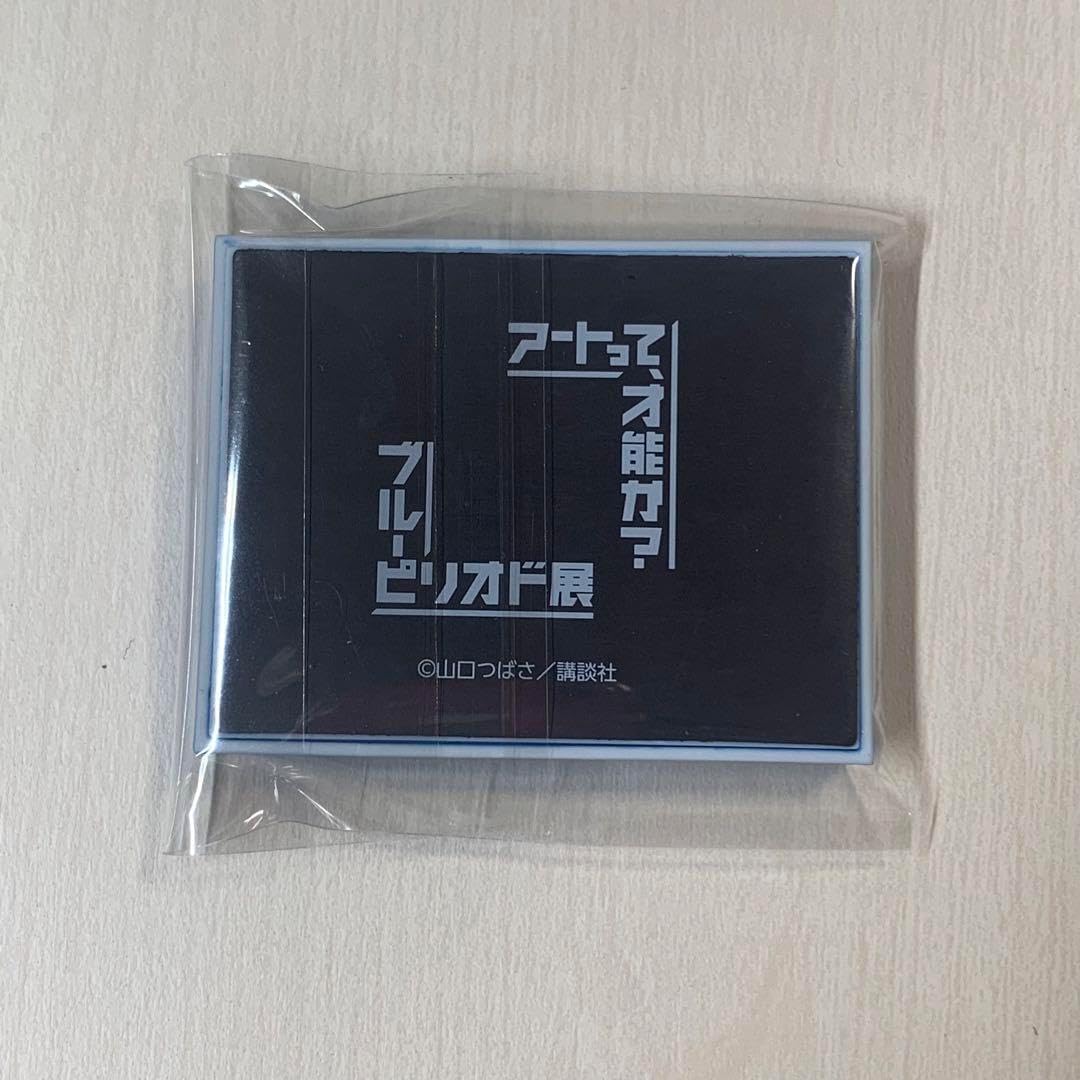 ブルーピリオド展
アートって、才能か?
©山口つばさ／講談社